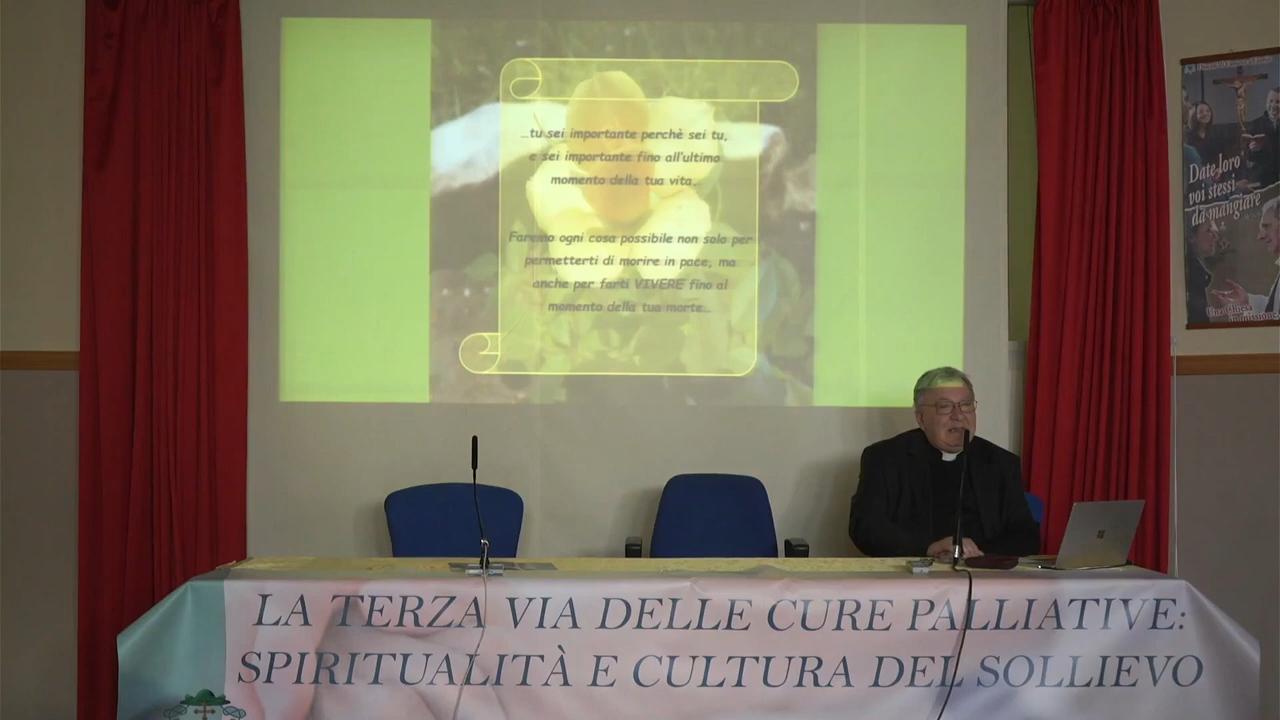 ...tu sei importante perchè sei tu,
e sei importante fino all'ultimo
momento della tua vita.
Faremo ogni cosa possibile non solo per
permetterti di morire in pace, ma
anche per farti VIVERE fino al
momento della tua morte...
Date loro
voi stessi
da mangiare
LA TERZA VIA DELLE CURE PALLIATIVE:
SPIRITUALITÀ E CULTURA DEL SOLLIEVO